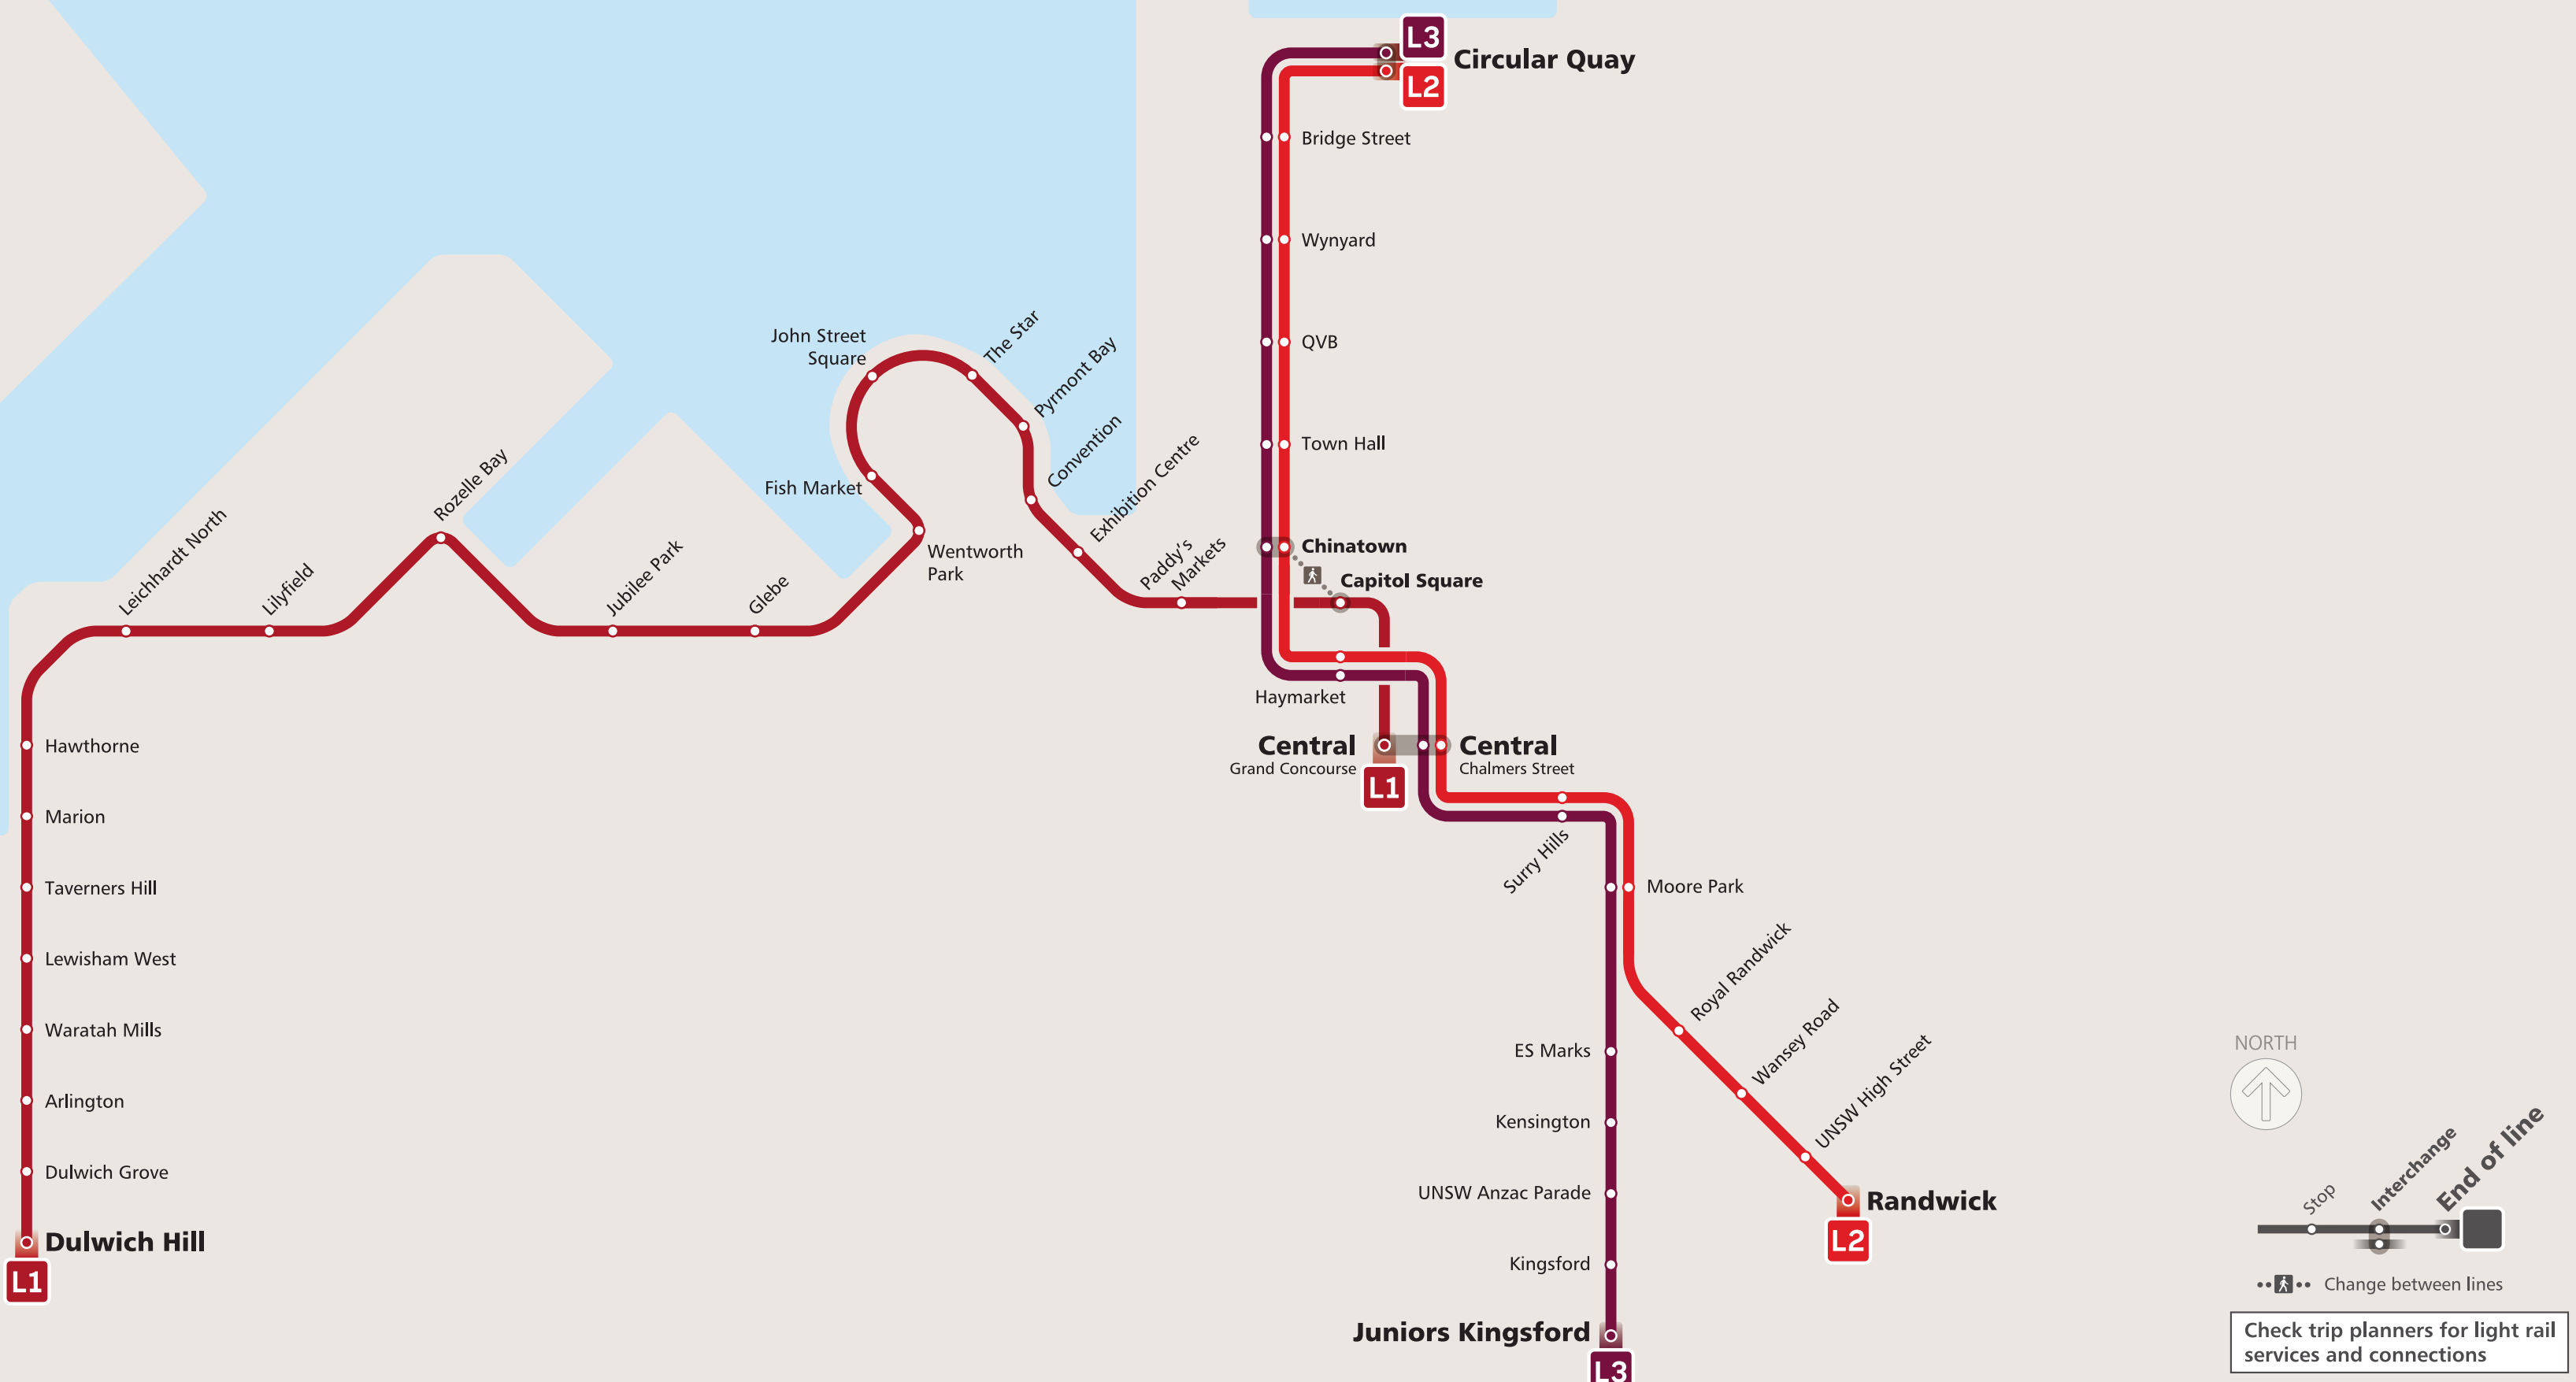 L3
Circular Quay
L2
Bridge Street
Wynyard
QVB
Town Hall
Chinatown
Capitol Square
Haymarket
Central
Grand Concourse
L1
Central
Chalmers Street
Surry Hills
Moore Park
Royal Randwick
Wansey Road
UNSW High Street
Randwick
L2
ES Marks
Kensington
UNSW Anzac Parade
Kingsford
Juniors Kingsford
L3
Paddy's
Markets
Exhibition Centre
Convention
Pyrmont Bay
The Star
John Street
Square
Fish Market
Wentworth
Park
Glebe
Jubilee Park
Rozelle Bay
Lilyfield
Leichhardt North
Hawthorne
Marion
Taverners Hill
Lewisham West
Waratah Mills
Arlington
Dulwich Grove
Dulwich Hill
L1
NORTH
Stop
Interchange
End of line
Change between lines
Check trip planners for light rail
services and connections